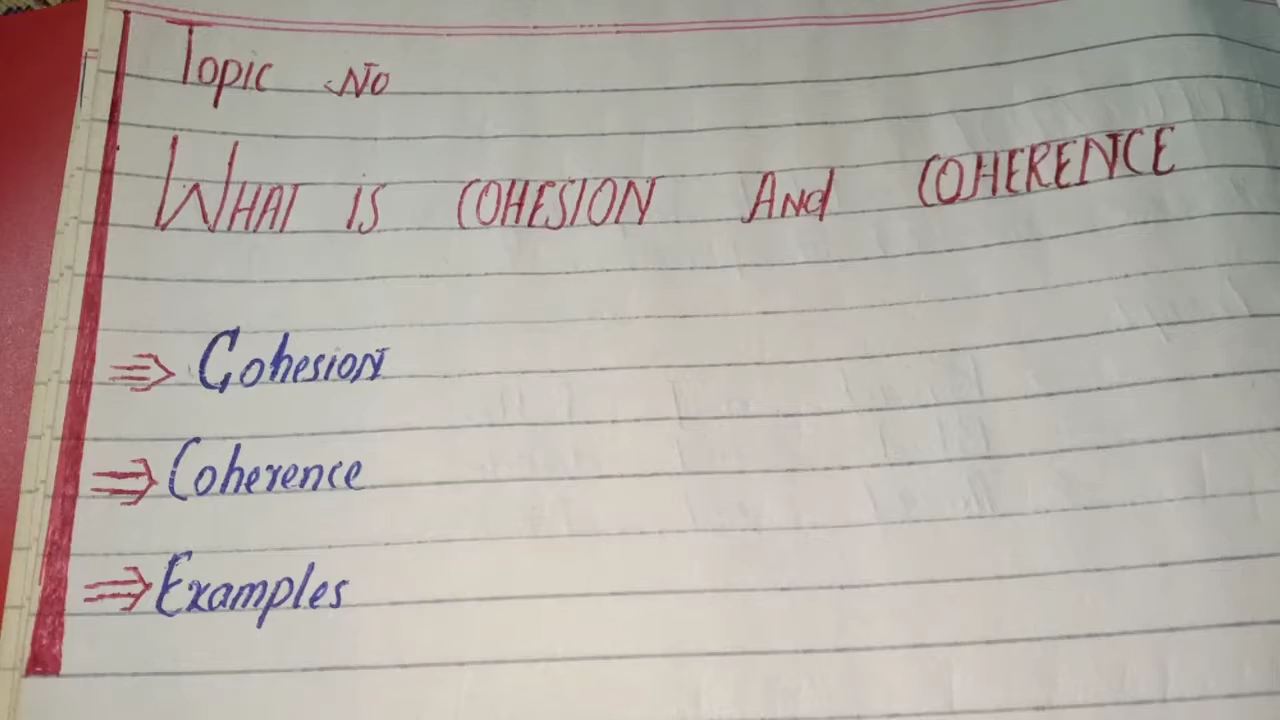 Topic No
WHAT IS COHESION And COHERENCE
⇒ Cohesion
⇒ Coherence
⇒ Examples